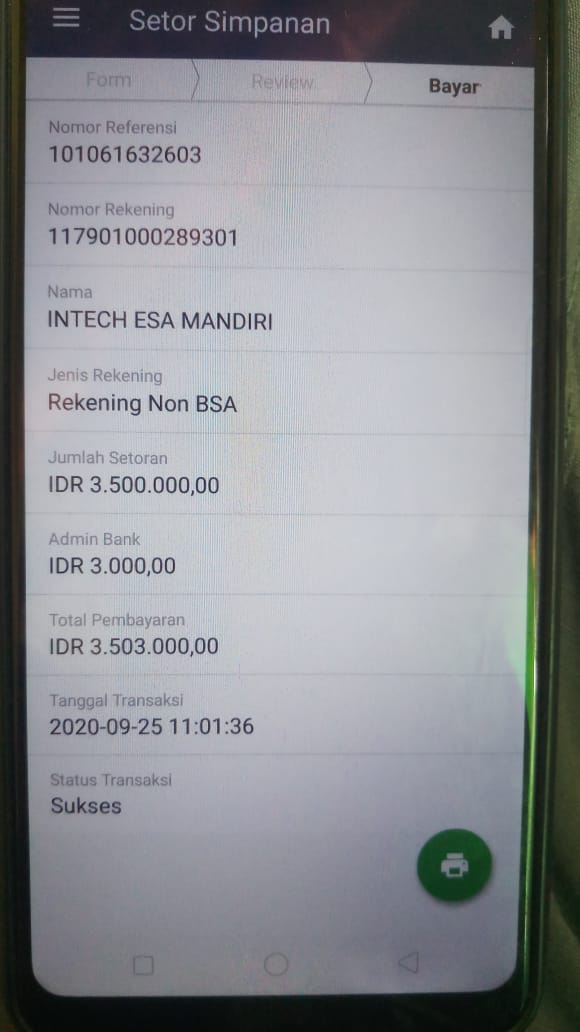 Setor Simpanan
Form
Review
Bayar
Nomor Referensi
101061632603
Nomor Rekening
117901000289301
Nama
INTECH ESA MANDIRI
Jenis Rekening
Rekening Non BSA
Jumlah Setoran
IDR 3.500.000,00
Admin Bank
IDR 3.000,00
Total Pembayaran
IDR 3.503.000,00
Tanggal Transaksi
2020-09-25 11:01:36
Status Transaksi
Sukses